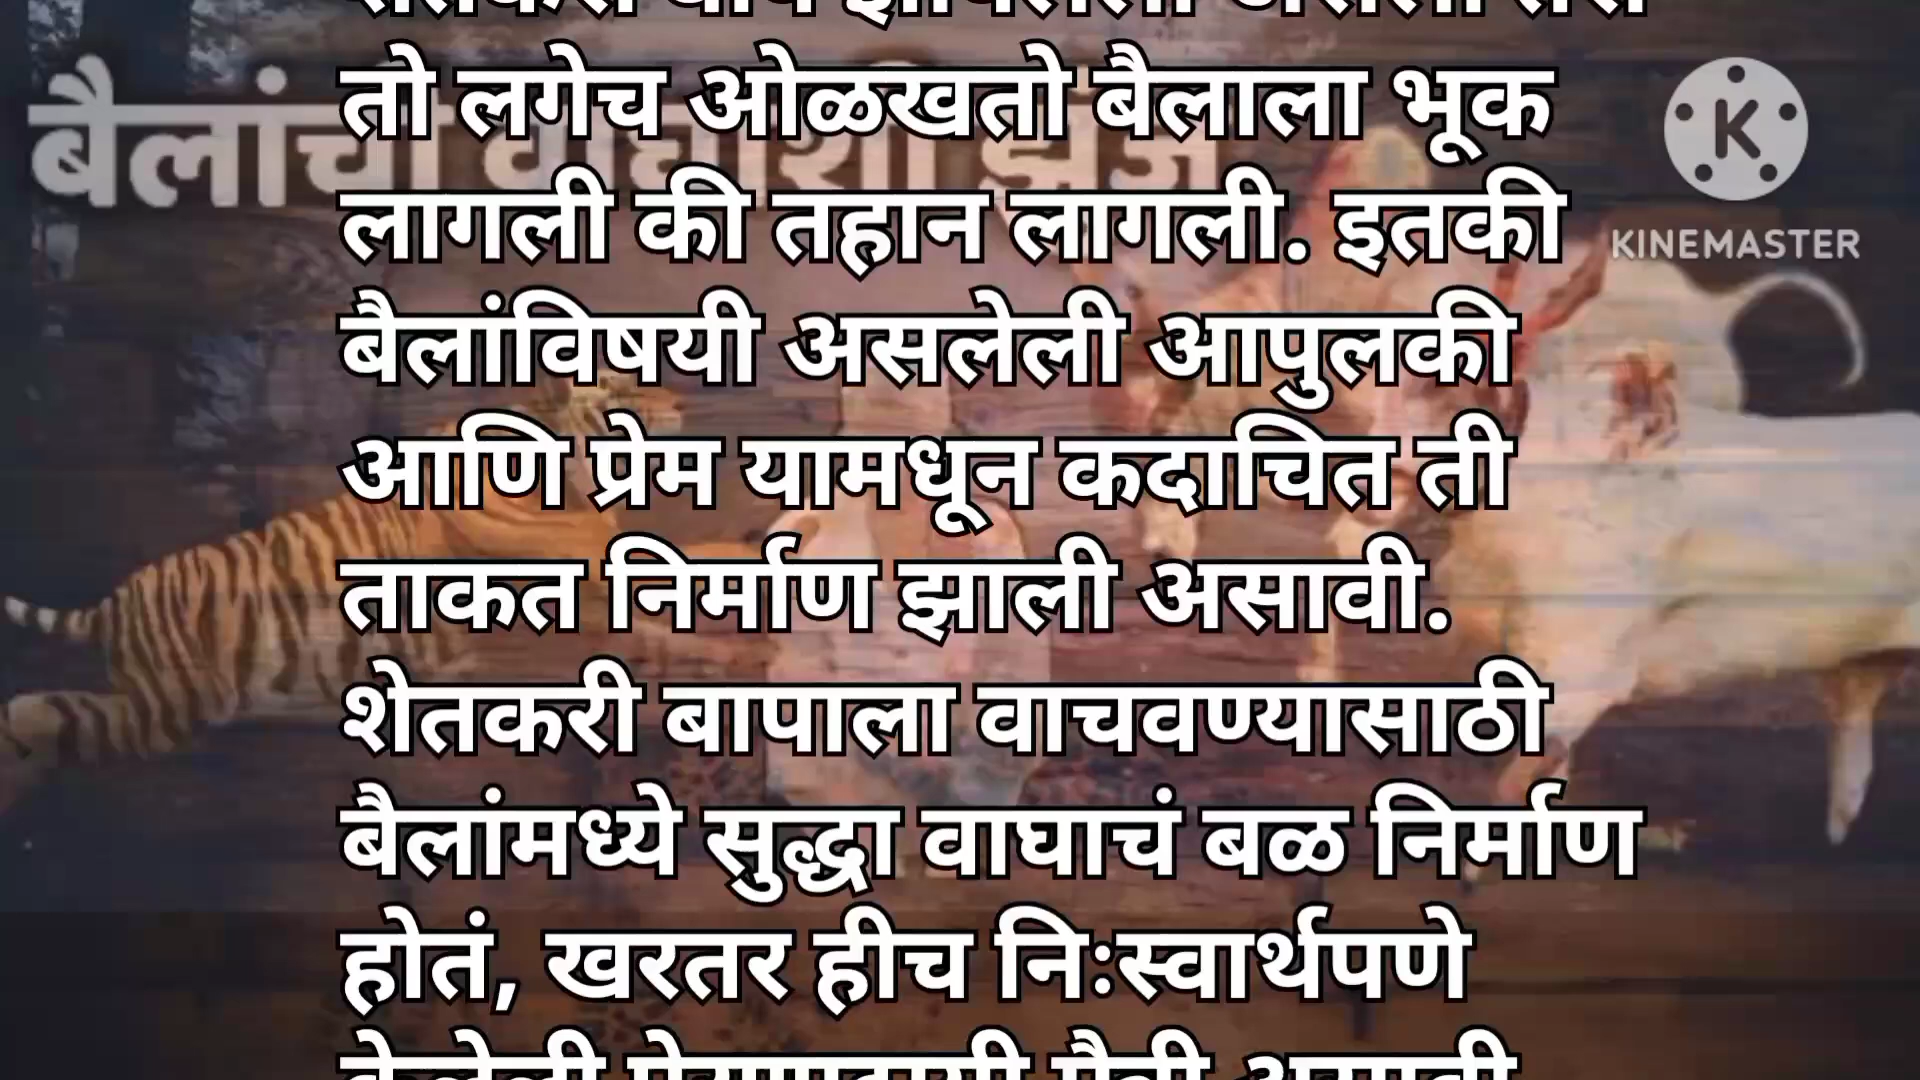 तो लगेच ओळखतो बैलाला भूक
लागली की तहान लागली. इतकी
बैलांविषयी असलेली आपुलकी
आणि प्रेम यामधून कदाचित ती
ताकत निर्माण झाली असावी.
शेतकरी बापाला वाचवण्यासाठी
बैलांमध्ये सुद्धा वाघाचं बळ निर्माण
होतं, खरतर हीच निःस्वार्थपणे
बैलांची वाघाशी झुंज
KINEMASTER